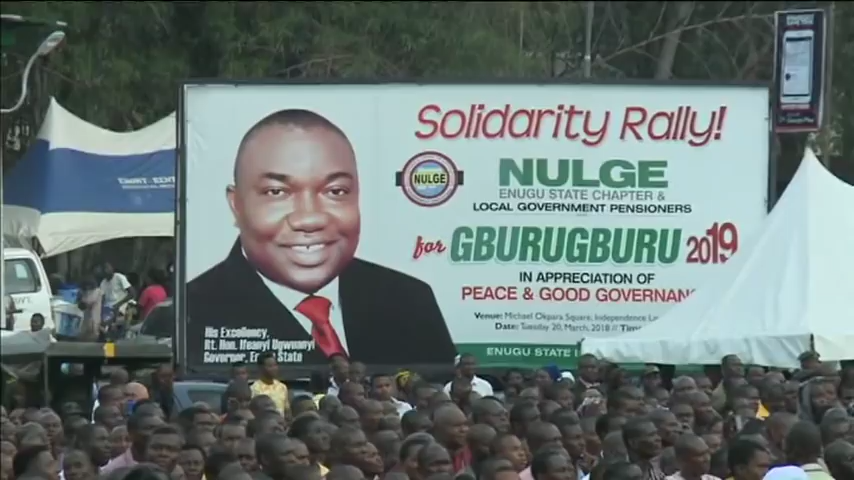 Solidarity Rally!
NULGE
NULGE
ENUGU STATE CHAPTER &
LOCAL GOVERNMENT PENSIONERS
for GBURUGBURU 2019
IN APPRECIATION OF
PEACE & GOOD GOVERNAN
Venue: Michael Okpara Square, Independence
Date: Tuesday 20, March, 2018 //
ENUGU STATE
His Excellency,
Rt. Hon. Ifeanyi Ugwuanyi
Governor, Enugu State